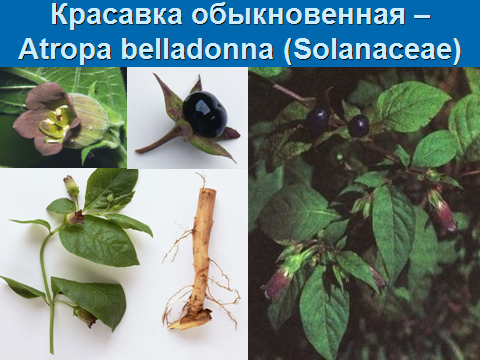 Красавка обыкновенная –
Atropa belladonna (Solanaceae)